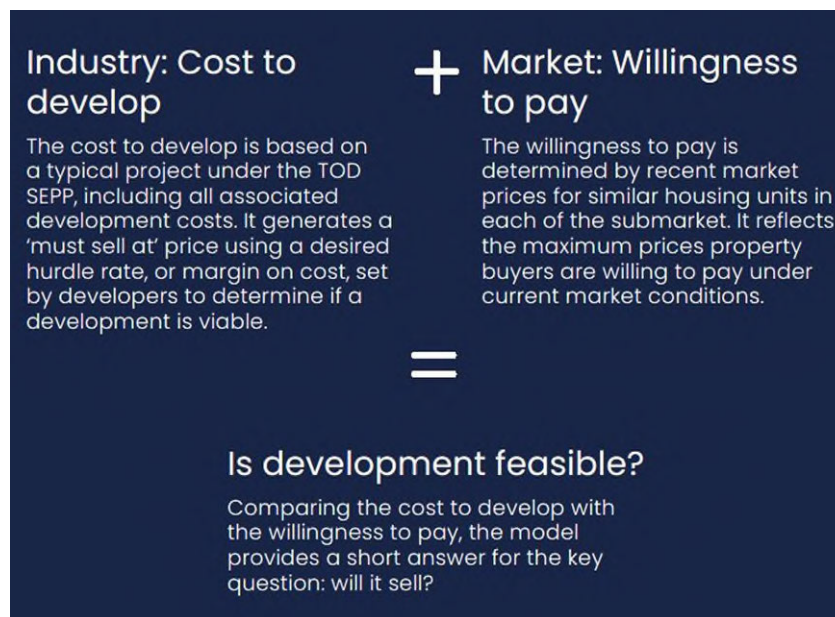 Industry: Cost to
develop
The cost to develop is based on
a typical project under the TOD
SEPP, including all associated
development costs. It generates a
‘must sell at’ price using a desired
hurdle rate, or margin on cost, set
by developers to determine if a
development is viable.
+
Market: Willingness
to pay
The willingness to pay is
determined by recent market
prices for similar housing units in
each of the submarket. It reflects
the maximum prices property
buyers are willing to pay under
current market conditions.
=
Is development feasible?
Comparing the cost to develop with
the willingness to pay, the model
provides a short answer for the key
question: will it sell?